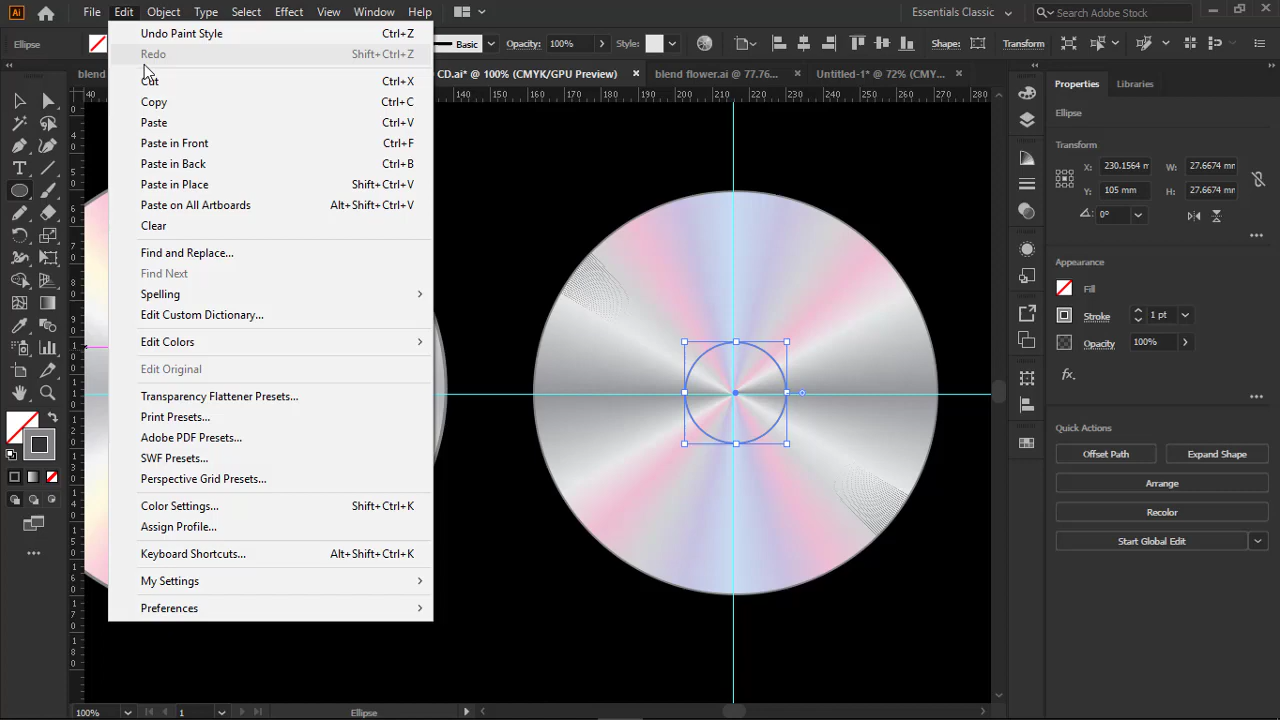 Ai File Edit Object Type Select Effect View Window Help Essentials Classic Search Adobe Stock
Ellipse Basic Opacity: 100% Style: Shape: Transform
blend CD.ai* @ 100% (CMYK/GPU Preview) blend flower.ai @ 77.76... Untitled-1* @ 72% (CMY...
40 140 150 160 170 180 190 200 210 220 230 240 250 260 270 280
Undo Paint Style Ctrl+Z
Redo Shift+Ctrl+Z
Cut Ctrl+X
Copy Ctrl+C
Paste Ctrl+V
Paste in Front Ctrl+F
Paste in Back Ctrl+B
Paste in Place Shift+Ctrl+V
Paste on All Artboards Alt+Shift+Ctrl+V
Clear
Find and Replace...
Find Next
Spelling
Edit Custom Dictionary...
Edit Colors
Edit Original
Transparency Flattener Presets...
Print Presets...
Adobe PDF Presets...
SWF Presets...
Perspective Grid Presets...
Color Settings... Shift+Ctrl+K
Assign Profile...
Keyboard Shortcuts... Alt+Shift+Ctrl+K
My Settings
Preferences
Properties Libraries
Ellipse
Transform
X: 230.1564 m W: 27.6674 mm
Y: 105 mm H: 27.6674 mm
0°
Appearance
Fill
Stroke 1 pt
Opacity 100%
fx.
Quick Actions
Offset Path Expand Shape
Arrange
Recolor
Start Global Edit
100% 1 Ellipse